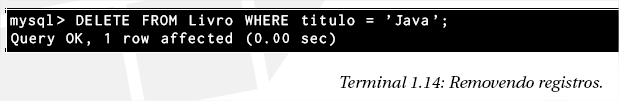 mysql> DELETE FROM Livro WHERE titulo = ’Java’;
Query OK, 1 row affected (0.00 sec)
Terminal 1.14: Removendo registros.